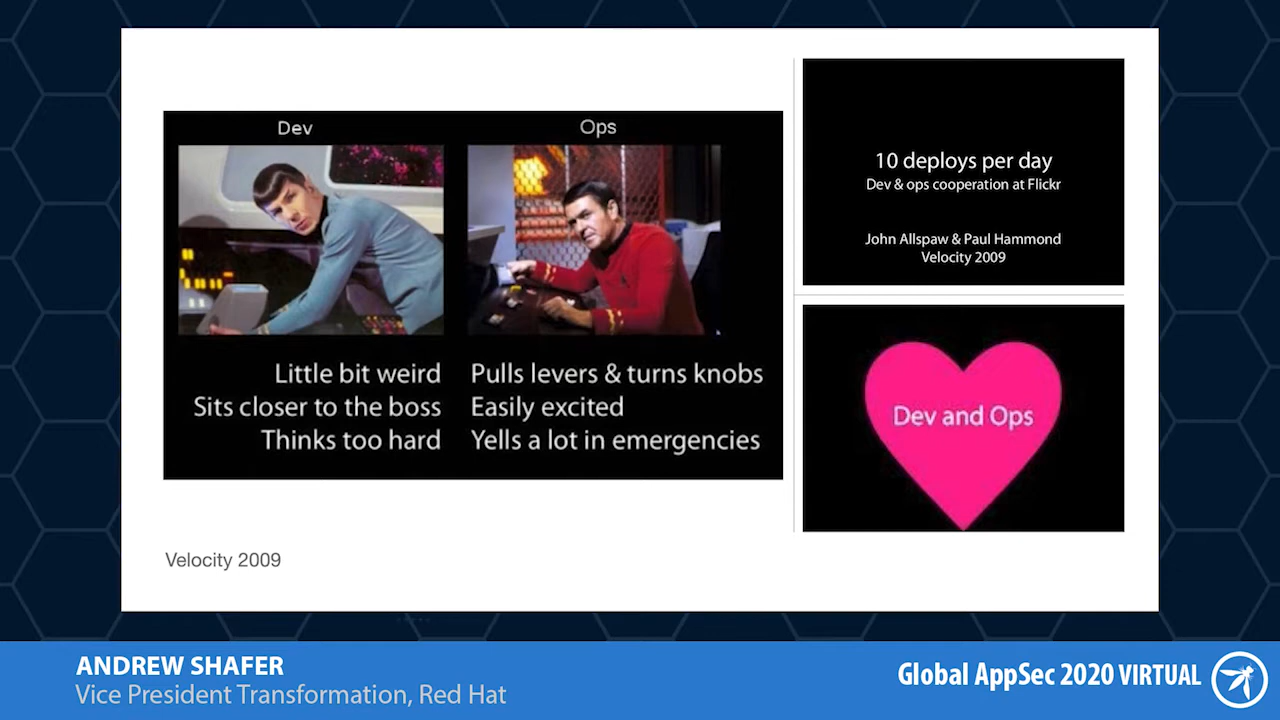 Dev
Ops
Little bit weird
Sits closer to the boss
Thinks too hard
Pulls levers & turns knobs
Easily excited
Yells a lot in emergencies
10 deploys per day
Dev & ops cooperation at Flickr
John Allspaw & Paul Hammond
Velocity 2009
Dev and Ops
Velocity 2009
ANDREW SHAFER
Vice President Transformation, Red Hat
Global AppSec 2020 VIRTUAL